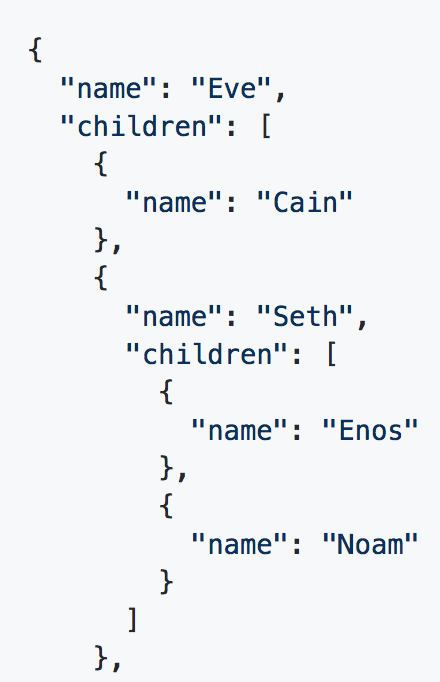 {
  "name": "Eve",
  "children": [
    {
      "name": "Cain"
    },
    {
      "name": "Seth",
      "children": [
        {
          "name": "Enos"
        },
        {
          "name": "Noam"
        }
      ]
    },